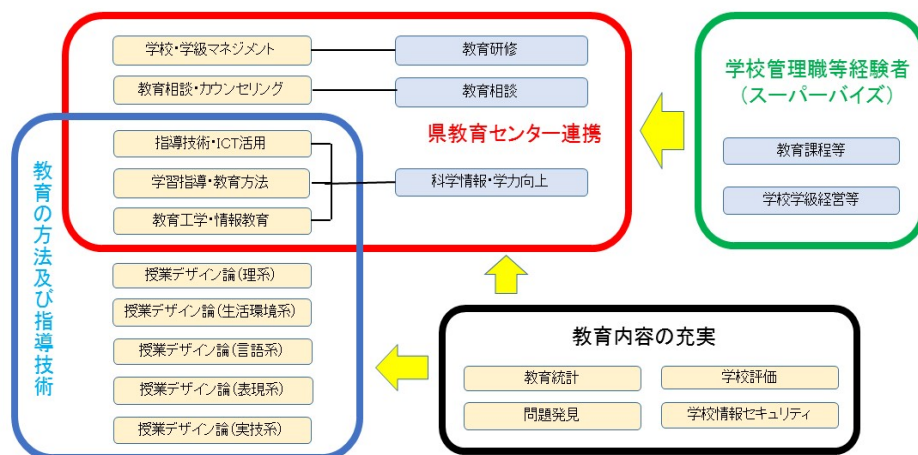 学校・学級マネジメント
教育研修
教育相談・カウンセリング
教育相談
県教育センター連携
指導技術・ICT活用
学習指導・教育方法
科学情報・学力向上
教育工学・情報教育
学校管理職等経験者
(スーパーバイズ)
教育課程等
学校学級経営等
教育の方法及び指導技術
授業デザイン論(理系)
授業デザイン論(生活環境系)
授業デザイン論(言語系)
授業デザイン論(表現系)
授業デザイン論(実技系)
教育内容の充実
教育統計
学校評価
問題発見
学校情報セキュリティ